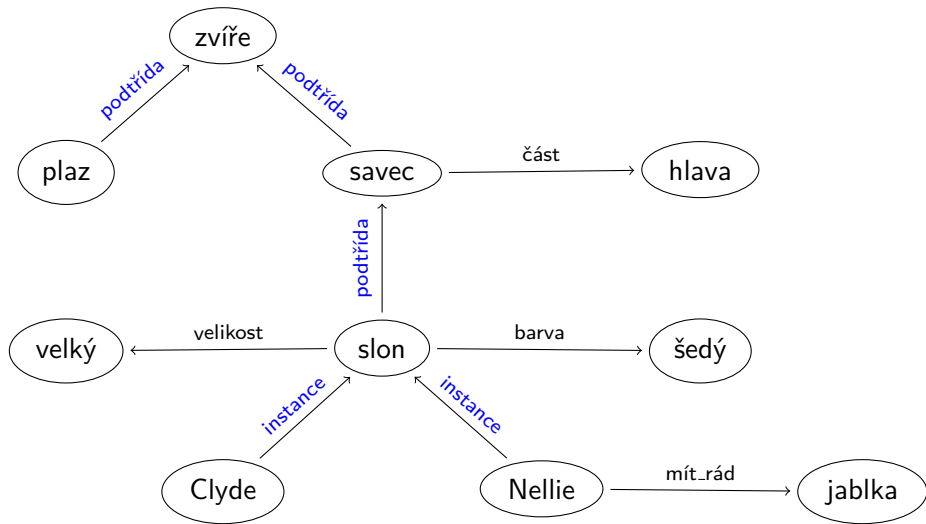 zvíře
podtřída
podtřída
plaz
savec
část
hlava
podtřída
velký
velikost
slon
barva
šedý
instance
instance
Clyde
Nellie
mít_rád
jablka